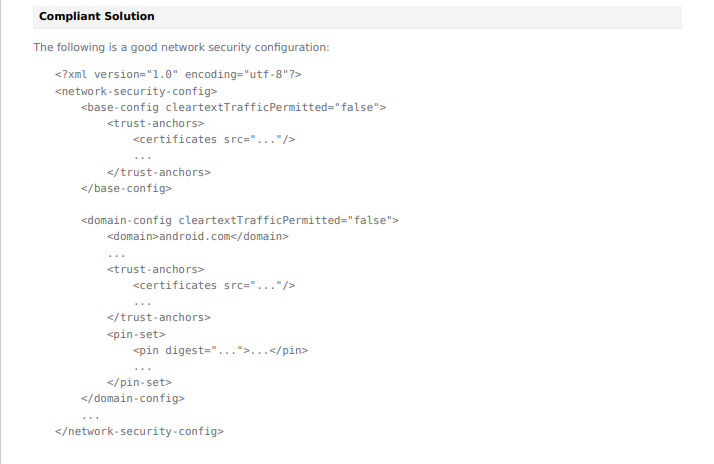 Compliant Solution
The following is a good network security configuration:
<?xml version="1.0" encoding="utf-8"?>
<network-security-config>
    <base-config cleartextTrafficPermitted="false">
        <trust-anchors>
            <certificates src="..."/>
            ...
        </trust-anchors>
    </base-config>

    <domain-config cleartextTrafficPermitted="false">
        <domain>android.com</domain>
        ...
        <trust-anchors>
            <certificates src="..."/>
            ...
        </trust-anchors>
        <pin-set>
            <pin digest="...">...</pin>
            ...
        </pin-set>
    </domain-config>
    ...
</network-security-config>